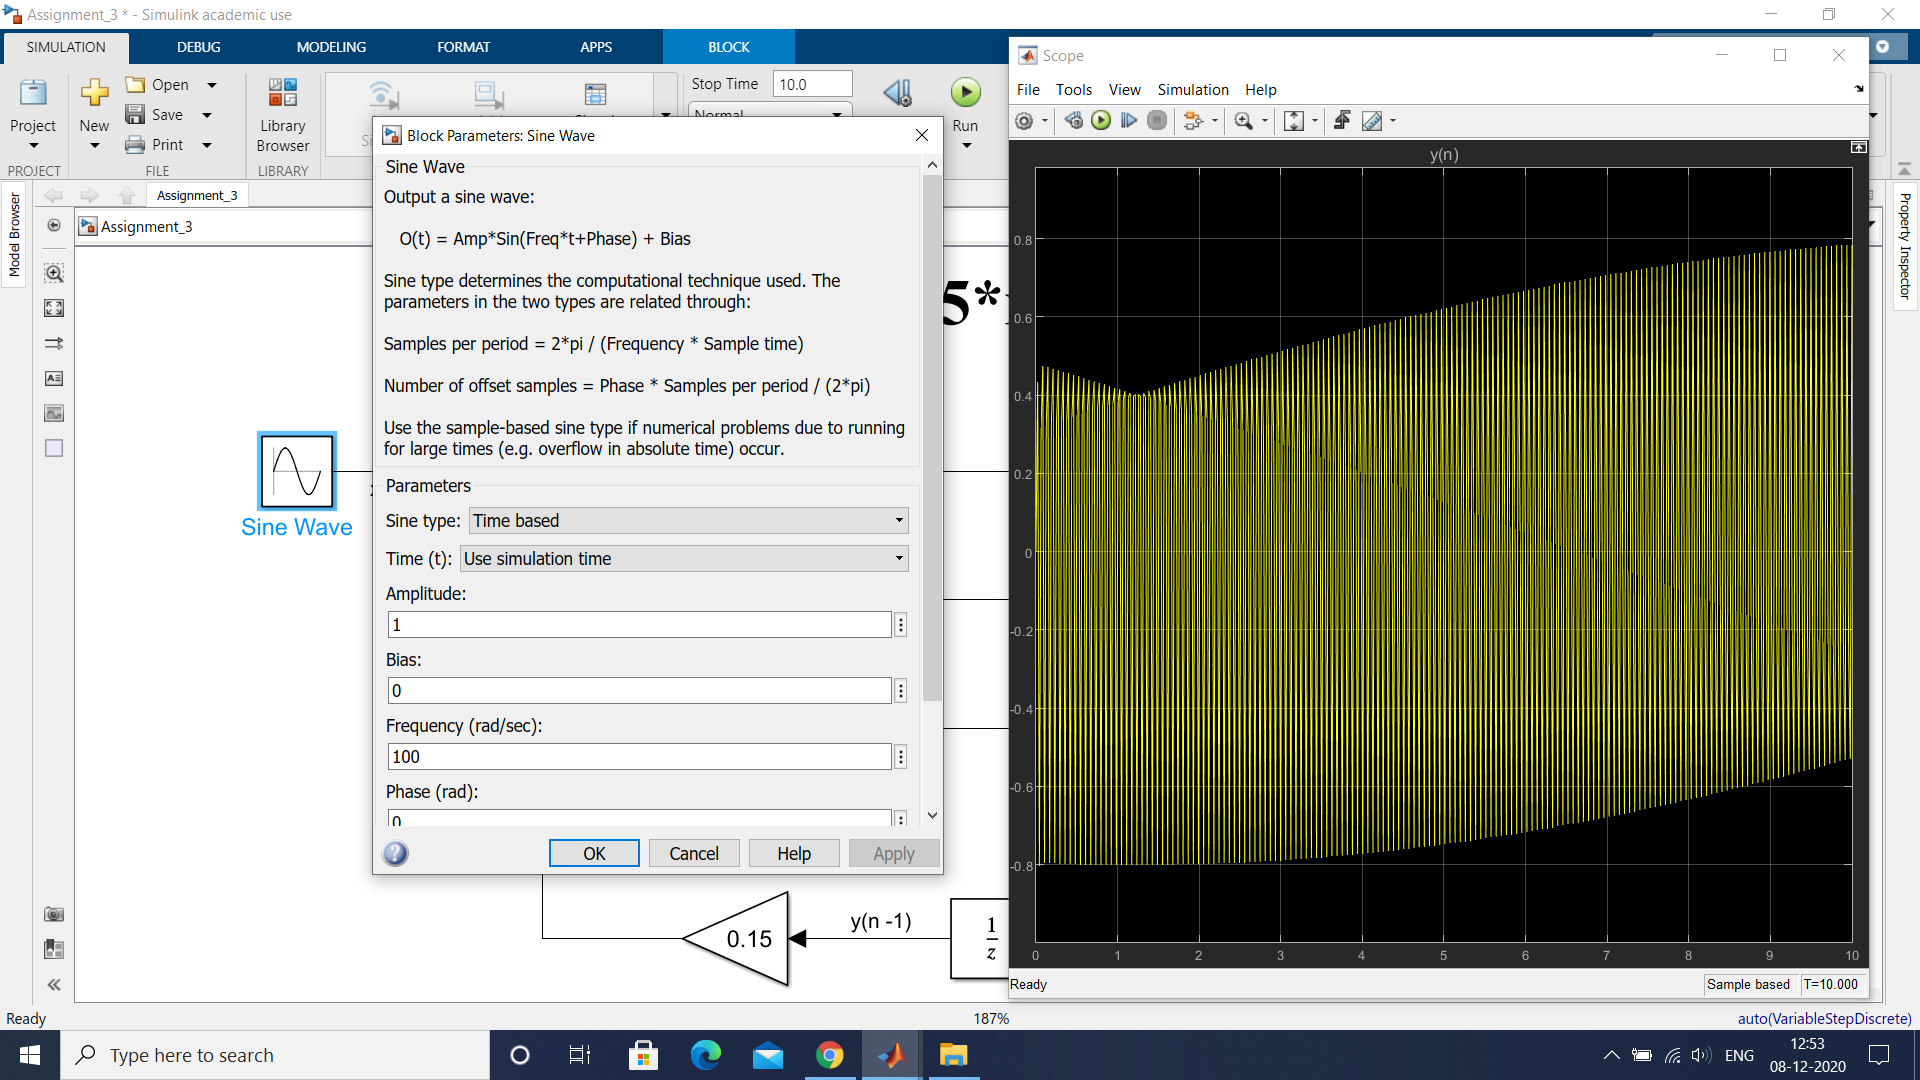 Assignment_3 * - Simulink academic use
SIMULATION
DEBUG
MODELING
FORMAT
APPS
BLOCK
Project
New
Open
Save
Print
Library
Browser
Stop Time
10.0
Normal
Run
PROJECT
FILE
LIBRARY
Model Browser
Assignment_3
Assignment_3
Property Inspector
5*
Sine Wave
Block Parameters: Sine Wave
Sine Wave
Output a sine wave:
O(t) = Amp*Sin(Freq*t+Phase) + Bias
Sine type determines the computational technique used. The
parameters in the two types are related through:
Samples per period = 2*pi / (Frequency * Sample time)
Number of offset samples = Phase * Samples per period / (2*pi)
Use the sample-based sine type if numerical problems due to running
for large times (e.g. overflow in absolute time) occur.
Parameters
Sine type: Time based
Time (t): Use simulation time
Amplitude:
1
Bias:
0
Frequency (rad/sec):
100
Phase (rad):
0
OK
Cancel
Help
Apply
0.15
y(n -1)
1
z
Scope
File
Tools
View
Simulation
Help
y(n)
0.8
0.6
0.4
0.2
0
-0.2
-0.4
-0.6
-0.8
0 1 2 3 4 5 6 7 8 9 10
Ready
Sample based
T=10.000
Ready
187%
auto(VariableStepDiscrete)
Type here to search
ENG
12:53
08-12-2020